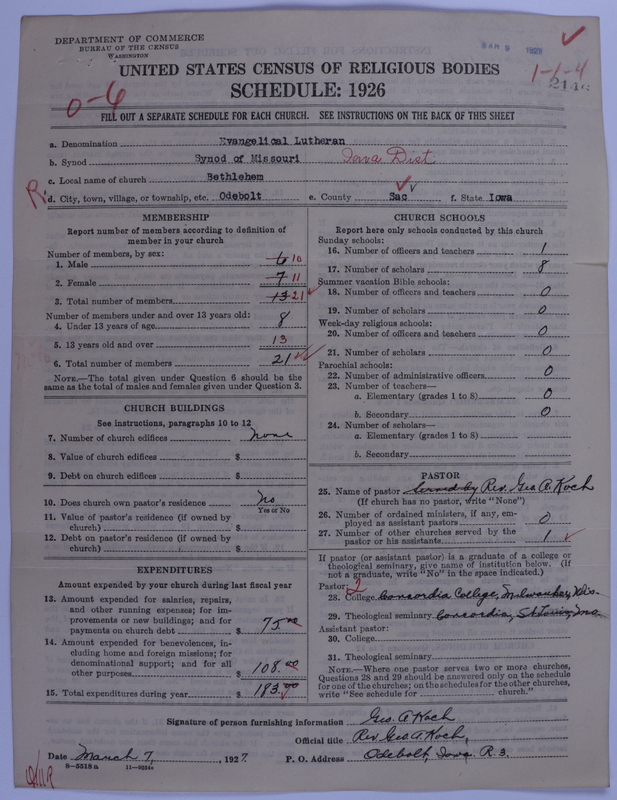 DEPARTMENT OF COMMERCE
BUREAU OF THE CENSUS
WASHINGTON
MAR 9 1927
1-1-4
UNITED STATES CENSUS OF RELIGIOUS BODIES
SCHEDULE: 1926
0-6
FILL OUT A SEPARATE SCHEDULE FOR EACH CHURCH. SEE INSTRUCTIONS ON THE BACK OF THIS SHEET
a. Denomination Evangelical Lutheran
b. Synod Synod of Missouri Iowa Dist
c. Local name of church Bethlehem
R d. City, town, village, or township, etc. Odebolt e. County Sac f. State Iowa
MEMBERSHIP
Report number of members according to definition of
member in your church
Number of members, by sex:
1. Male 6 10
2. Female 7 11
3. Total number of members 13 21
Number of members under and over 13 years old:
4. Under 13 years of age 8
5. 13 years old and over 13
6. Total number of members 21
NOTE.—The total given under Question 6 should be the
same as the total of males and females given under Question 3.
CHURCH BUILDINGS
See instructions, paragraphs 10 to 12
7. Number of church edifices none
8. Value of church edifices $
9. Debt on church edifices $
10. Does church own pastor's residence No
Yes or No
11. Value of pastor's residence (if owned by
church) $
12. Debt on pastor's residence (if owned by
church) $
EXPENDITURES
Amount expended by your church during last fiscal year
13. Amount expended for salaries, repairs,
and other running expenses; for im-
provements or new buildings; and for
payments on church debt $ 75.00
14. Amount expended for benevolences, in-
cluding home and foreign missions; for
denominational support; and for all
other purposes $ 108.00
15. Total expenditures during year $ 183.00
CHURCH SCHOOLS
Report here only schools conducted by this church
Sunday schools:
16. Number of officers and teachers 1
17. Number of scholars 8
Summer vacation Bible schools:
18. Number of officers and teachers 0
19. Number of scholars 0
Week-day religious schools:
20. Number of officers and teachers 0
21. Number of scholars 0
Parochial schools:
22. Number of administrative officers 0
23. Number of teachers—
a. Elementary (grades 1 to 8) 0
b. Secondary 0
24. Number of scholars—
a. Elementary (grades 1 to 8)
b. Secondary
PASTOR
25. Name of pastor Served by Rev. Geo A. Koch
(If church has no pastor, write "None")
26. Number of ordained ministers, if any, em-
ployed as assistant pastors 0
27. Number of other churches served by the
pastor or his assistants 1
If pastor (or assistant pastor) is a graduate of a college or
theological seminary, give name of institution below. (If
not a graduate, write "No" in the space indicated.)
Pastor: 2
28. College Concordia College, Milwaukee, Wis.
29. Theological seminary Concordia, St Louis, Mo.
Assistant pastor:
30. College
31. Theological seminary
NOTE.—Where one pastor serves two or more churches,
Questions 28 and 29 should be answered only on the schedule
for one of the churches; on the schedules for the other churches,
write "See schedule for church."
Signature of person furnishing information Geo. A. Koch
Official title Rev. Geo. A. Koch,
Date March 7, 1927. P. O. Address Odebolt, Iowa. R. 3.
8-5518a